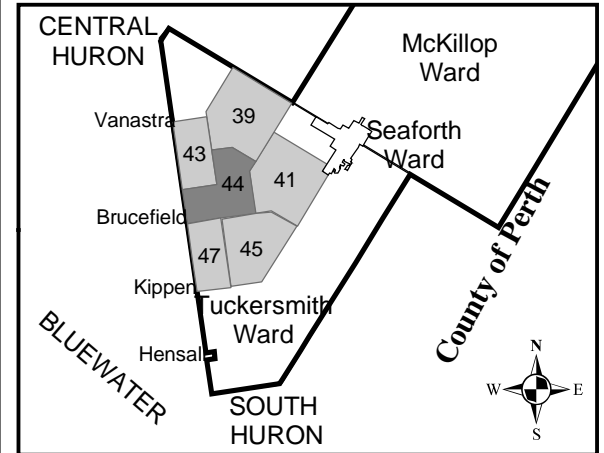 CENTRAL
HURON
McKillop
Ward
Vanastra
39
Seaforth
Ward
43
44
41
Brucefield
47
45
Kippen
Tuckersmith
Ward
Hensall
BLUEWATER
SOUTH
HURON
County of Perth
N
W
E
S